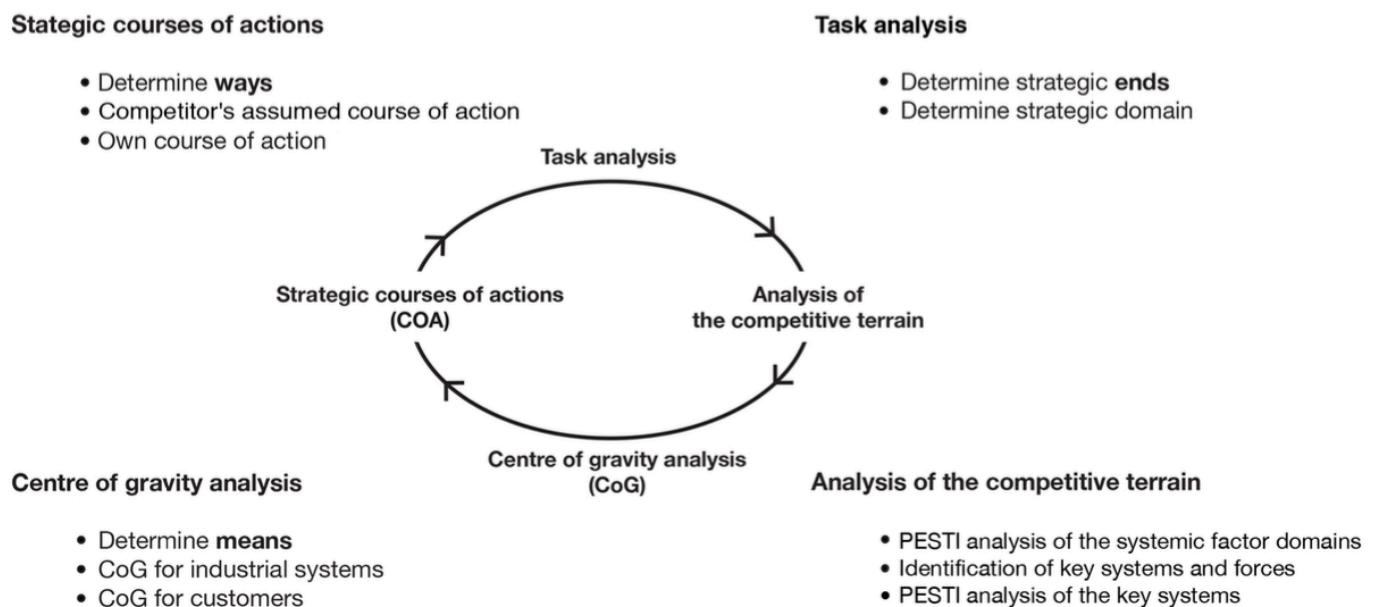 Stategic courses of actions
• Determine ways
• Competitor's assumed course of action
• Own course of action
Task analysis
• Determine strategic ends
• Determine strategic domain
Task analysis
Strategic courses of actions
(COA)
Analysis of
the competitive terrain
Centre of gravity analysis
(CoG)
Centre of gravity analysis
• Determine means
• CoG for industrial systems
• CoG for customers
Analysis of the competitive terrain
• PESTI analysis of the systemic factor domains
• Identification of key systems and forces
• PESTI analysis of the key systems